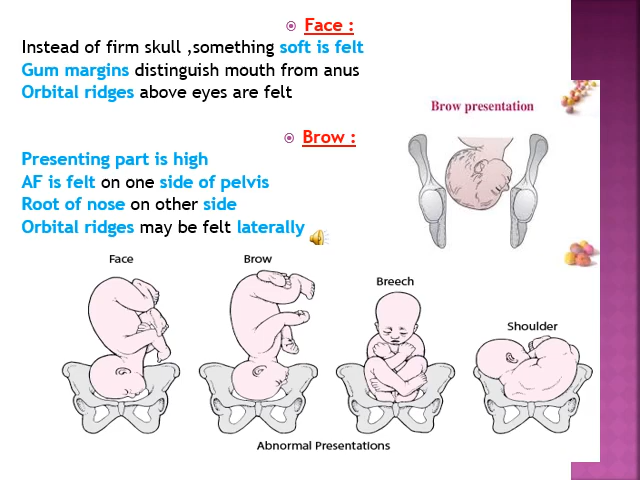 Face :
Instead of firm skull ,something soft is felt
Gum margins distinguish mouth from anus
Orbital ridges above eyes are felt
Brow :
Presenting part is high
AF is felt on one side of pelvis
Root of nose on other side
Orbital ridges may be felt laterally
Brow presentation
Face
Brow
Breech
Shoulder
Abnormal Presentations